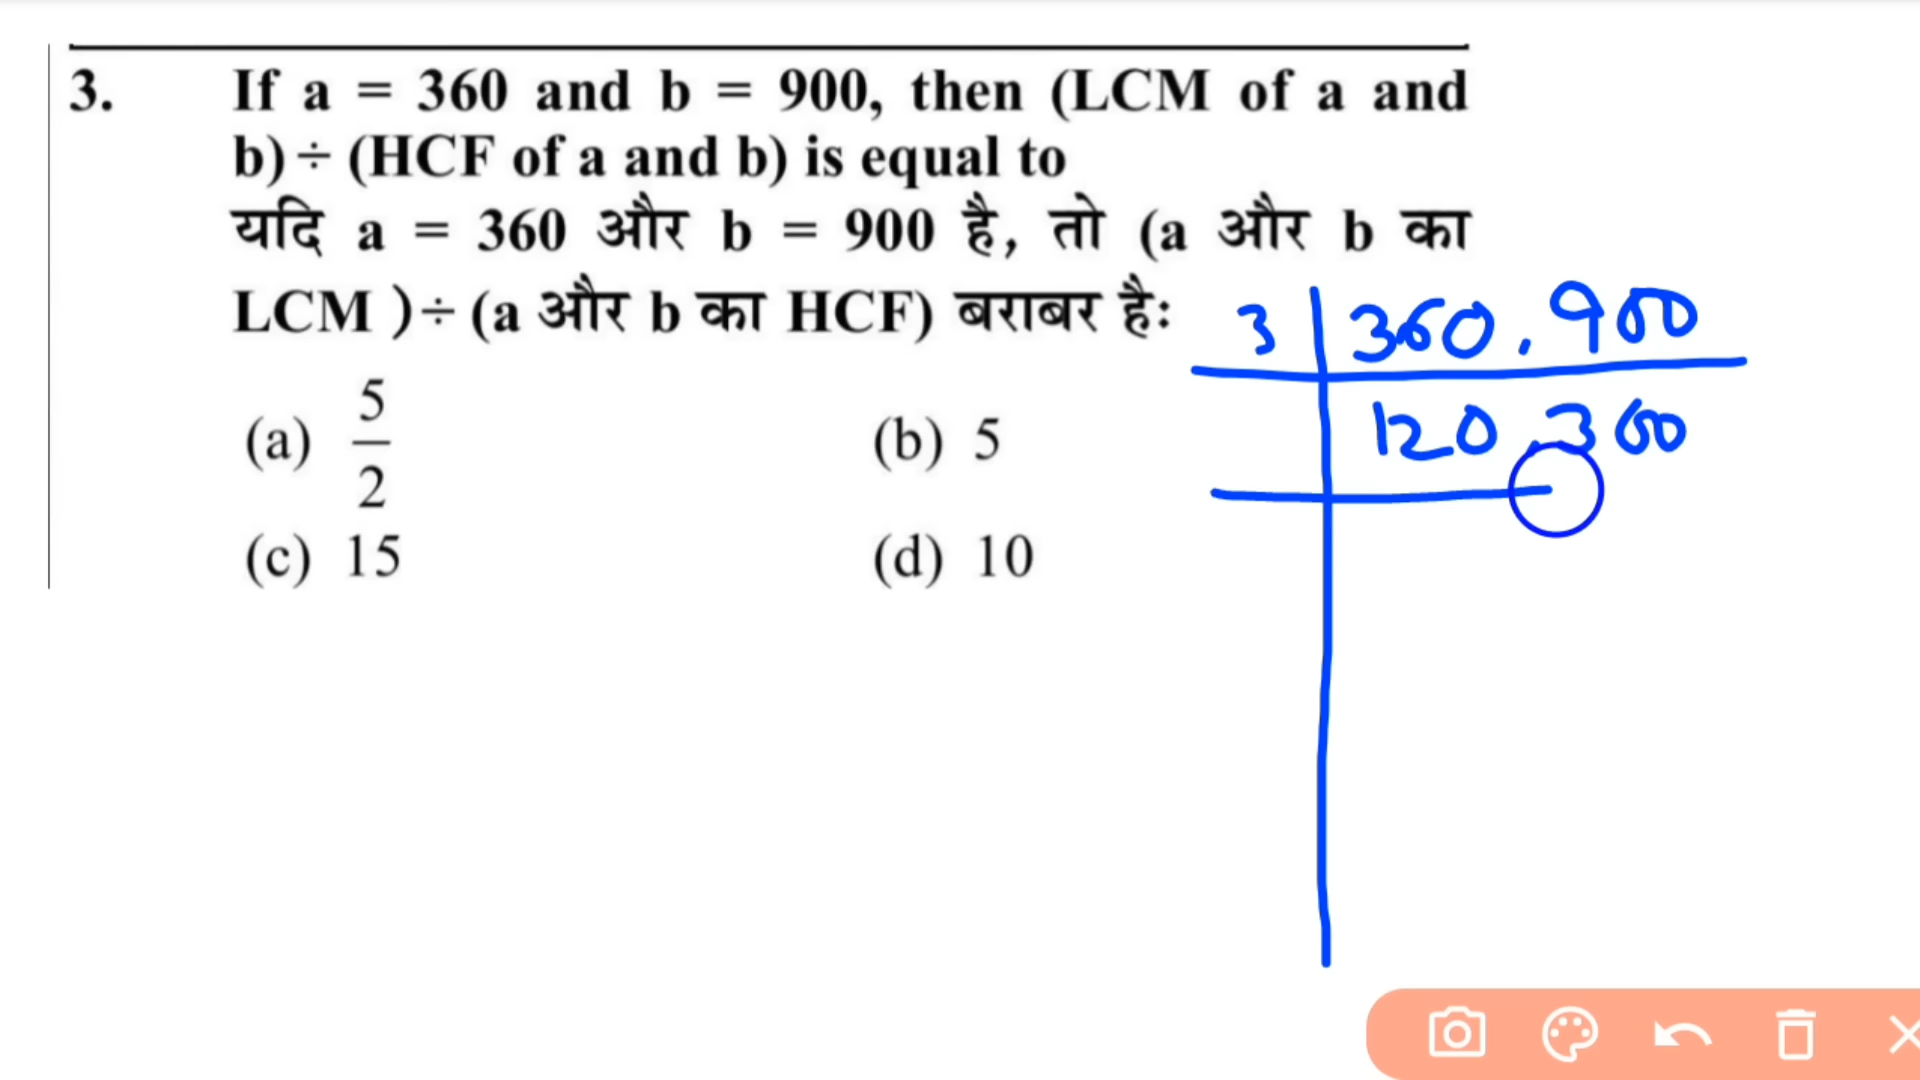 3. If a = 360 and b = 900, then (LCM of a and
b) ÷ (HCF of a and b) is equal to
यदि a = 360 और b = 900 है, तो (a और b का
LCM ) ÷ (a और b का HCF) बराबर है:
(a) 5/2 (b) 5
(c) 15 (d) 10
3 | 360, 900
120, 300